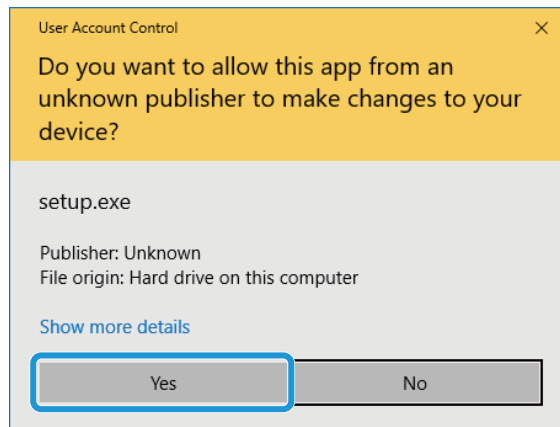 User Account Control
Do you want to allow this app from an
unknown publisher to make changes to your
device?
setup.exe
Publisher: Unknown
File origin: Hard drive on this computer
Show more details
Yes
No